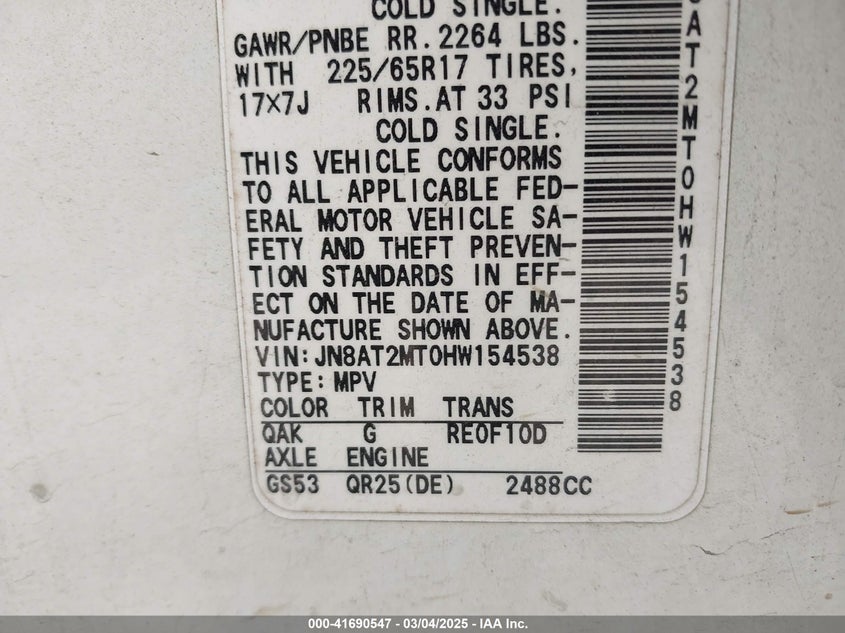 COLD SINGLE.
GAWR/PNBE RR. 2264 LBS.
WITH 225/65R17 TIRES,
17×7J RIMS. AT 33 PSI
COLD SINGLE.
THIS VEHICLE CONFORMS
TO ALL APPLICABLE FED-
ERAL MOTOR VEHICLE SA-
FETY AND THEFT PREVEN-
TION STANDARDS IN EFF-
ECT ON THE DATE OF MA-
NUFACTURE SHOWN ABOVE.
VIN: JN8AT2MT0HW154538
TYPE: MPV
COLOR TRIM TRANS
QAK G RE0F10D
AXLE ENGINE
GS53 QR25(DE) 2488CC
AT2MT0HW154538
000-41690547 - 03/04/2025 - IAA Inc.